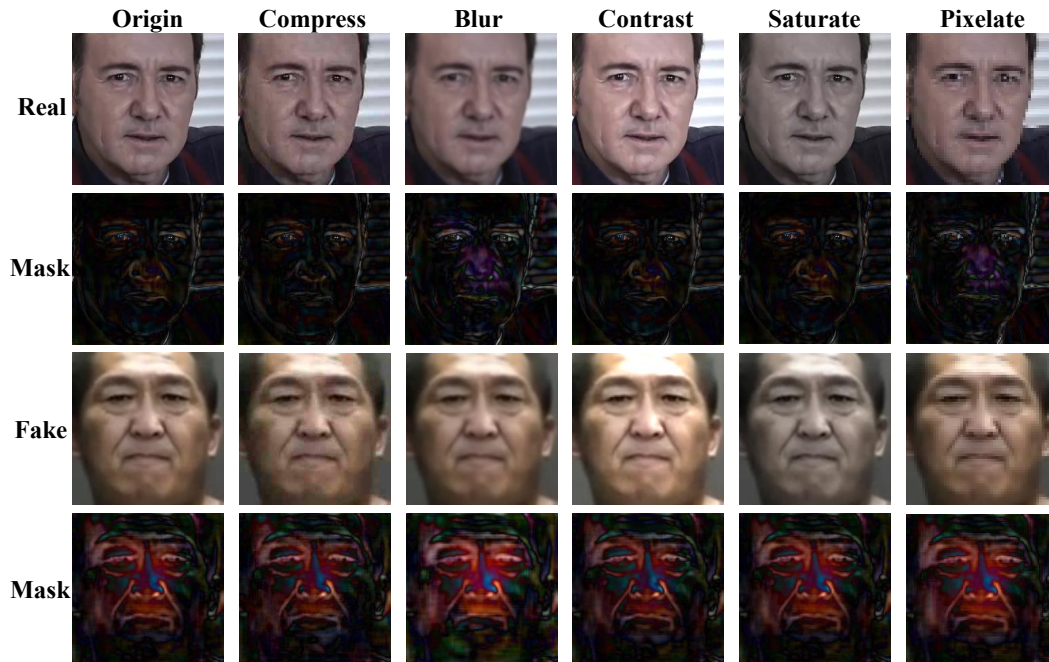 Origin Compress Blur Contrast Saturate Pixelate
Real
Mask
Fake
Mask